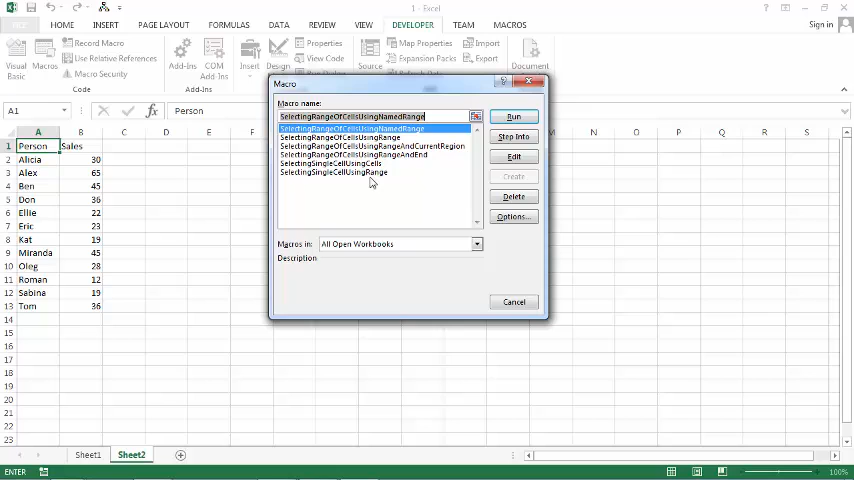 1 - Excel
Sign in
HOME INSERT PAGE LAYOUT FORMULAS DATA REVIEW VIEW DEVELOPER TEAM MACROS
Visual Basic
Macros
Record Macro
Use Relative References
Macro Security
Code
Add-Ins
COM Add-Ins
Insert
Design
Properties
View Code
Source
Map Properties
Expansion Packs
Import
Export
Document
A1
Person
A B C D E F M N O P Q R S
1 Person Sales
2 Alicia 30
3 Alex 65
4 Ben 45
5 Don 36
6 Ellie 22
7 Eric 23
8 Kat 19
9 Miranda 45
10 Oleg 28
11 Roman 12
12 Sabina 19
13 Tom 36
14
15
16
17
18
19
20
21
22
23
Macro
Macro name:
SelectingRangeOfCellsUsingNamedRange
SelectingRangeOfCellsUsingNamedRange
SelectingRangeOfCellsUsingRange
SelectingRangeOfCellsUsingRangeAndCurrentRegion
SelectingRangeOfCellsUsingRangeAndEnd
SelectingSingleCellUsingCells
SelectingSingleCellUsingRange
Run
Step Into
Edit
Create
Delete
Options...
Macros in: All Open Workbooks
Description
Cancel
Sheet1 Sheet2
ENTER
100%